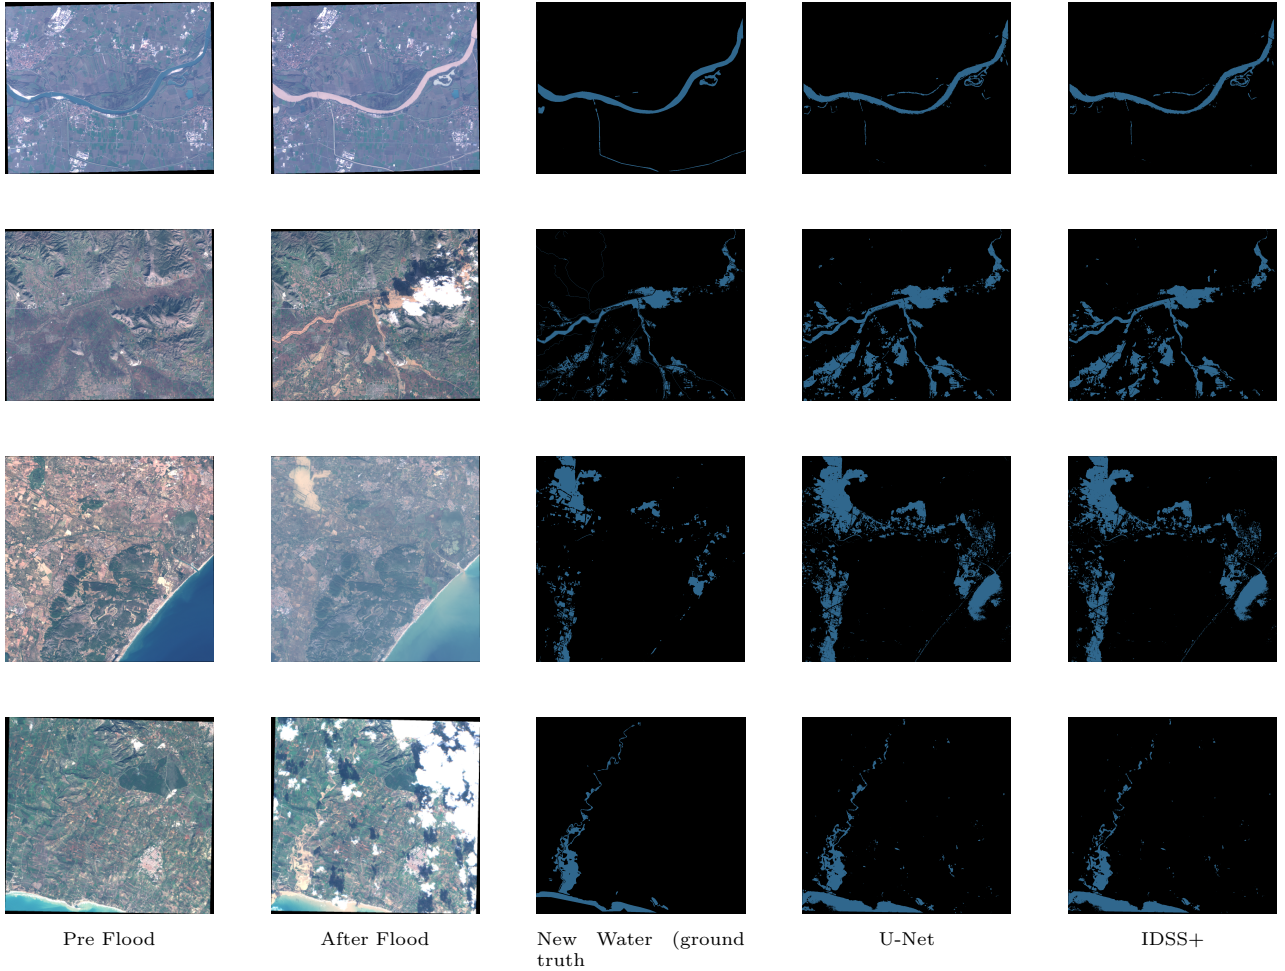 Pre Flood
After Flood
New Water (ground
truth
U-Net
IDSS+